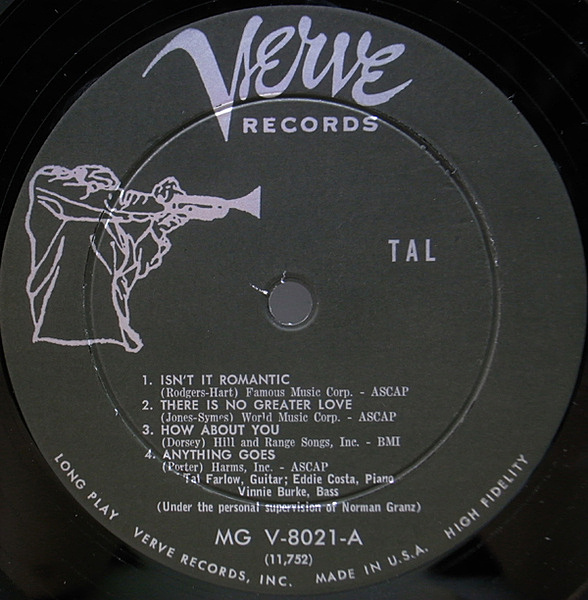 Verve
RECORDS
TAL
1. ISN'T IT ROMANTIC
(Rodgers-Hart) Famous Music Corp. - ASCAP
2. THERE IS NO GREATER LOVE
(Jones-Symes) World Music Corp. - ASCAP
3. HOW ABOUT YOU
(Dorsey) Hill and Range Songs, Inc. - BMI
4. ANYTHING GOES
(Porter) Harms, Inc. - ASCAP
Tal Farlow, Guitar; Eddie Costa, Piano
Vinnie Burke, Bass
(Under the personal supervision of Norman Granz)
MG V-8021-A
(11,752)
LONG PLAY VERVE RECORDS, INC. MADE IN U.S.A. HIGH FIDELITY